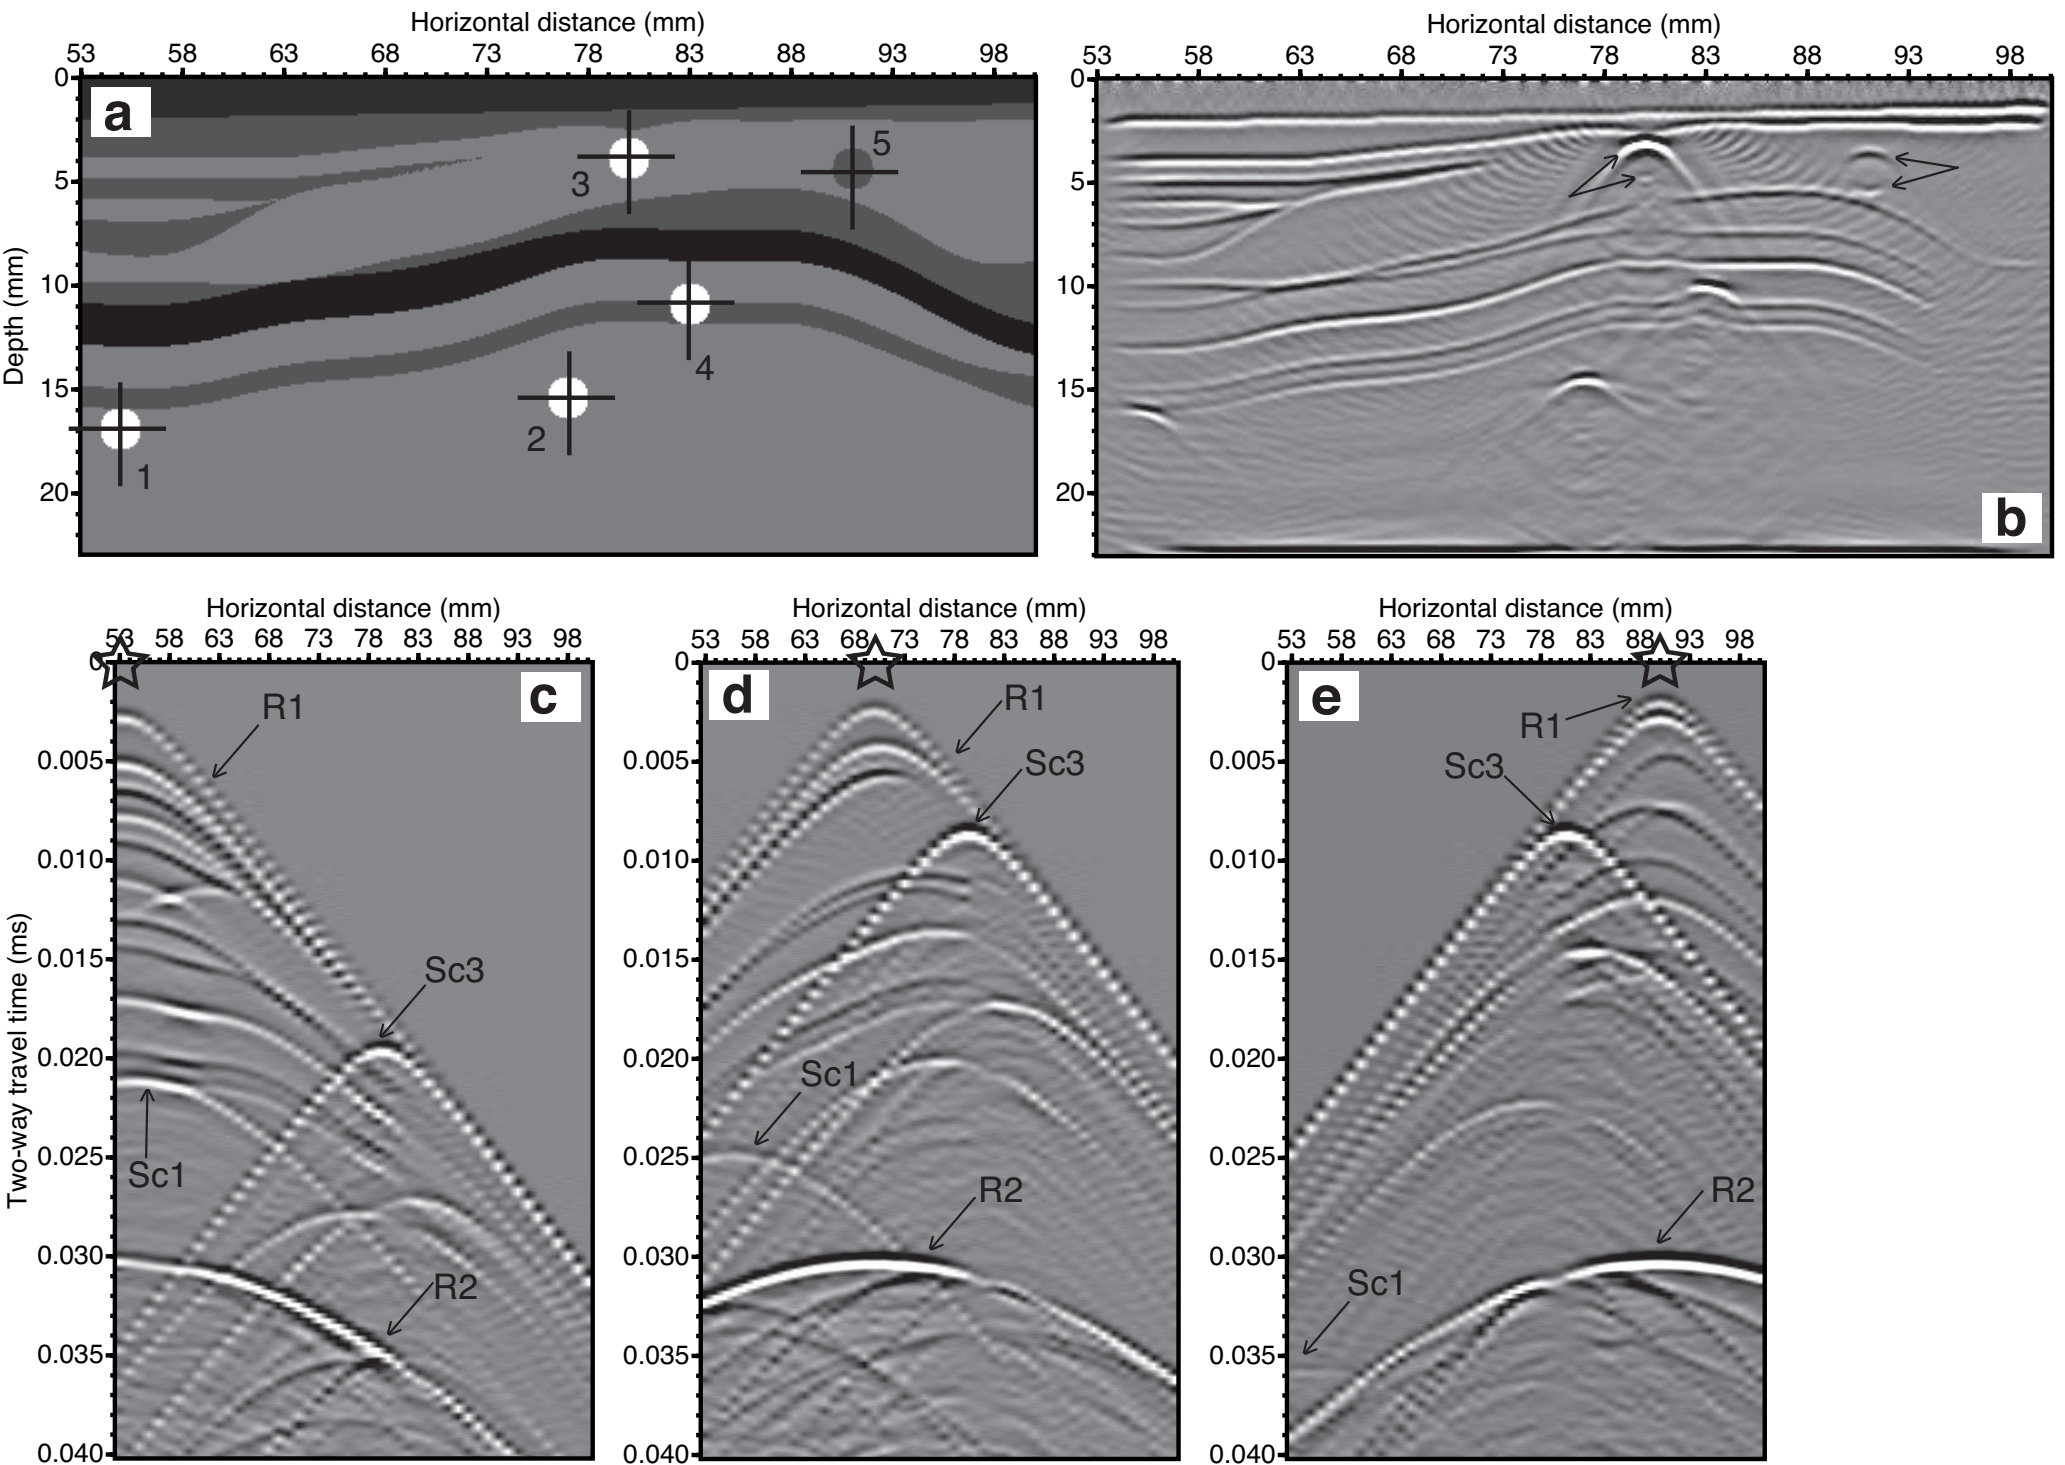 Horizontal distance (mm)
53 58 63 68 73 78 83 88 93 98
Depth (mm)
0
5
10
15
20
a
1
2
3
4
5
Horizontal distance (mm)
53 58 63 68 73 78 83 88 93 98
0
5
10
15
20
b
Horizontal distance (mm)
53 58 63 68 73 78 83 88 93 98
Two-way travel time (ms)
0
0.005
0.010
0.015
0.020
0.025
0.030
0.035
0.040
c
R1
Sc3
Sc1
R2
Horizontal distance (mm)
53 58 63 68 73 78 83 88 93 98
0
0.005
0.010
0.015
0.020
0.025
0.030
0.035
0.040
d
R1
Sc3
Sc1
R2
Horizontal distance (mm)
53 58 63 68 73 78 83 88 93 98
0
0.005
0.010
0.015
0.020
0.025
0.030
0.035
0.040
e
R1
Sc3
R2
Sc1